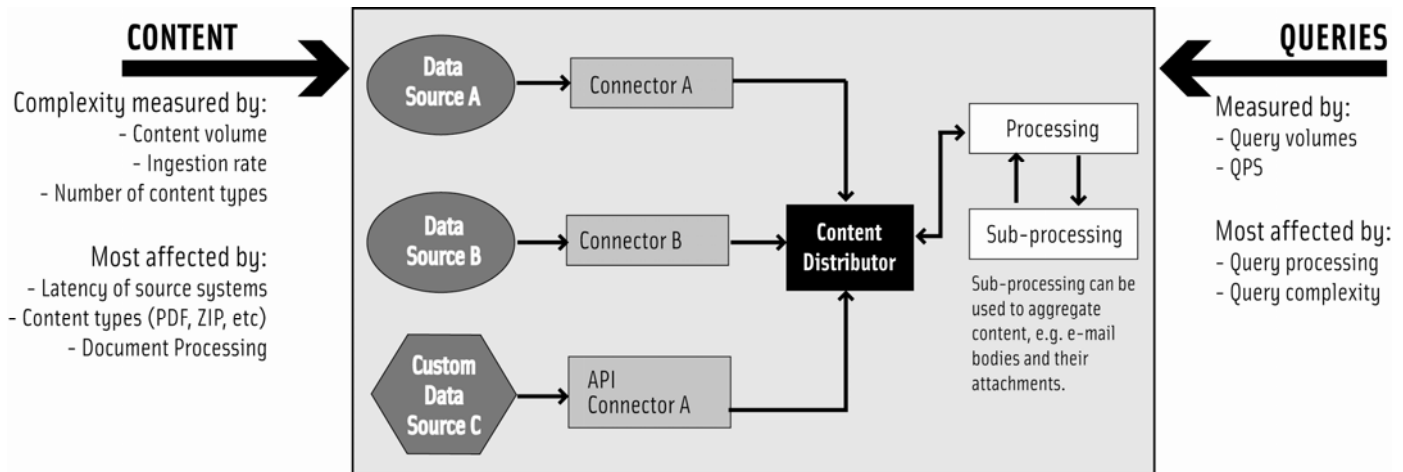 CONTENT
Complexity measured by:
- Content volume
- Ingestion rate
- Number of content types
Most affected by:
- Latency of source systems
- Content types (PDF, ZIP, etc)
- Document Processing
Data
Source A
Connector A
Data
Source B
Connector B
Custom
Data
Source C
API
Connector A
Content
Distributor
Processing
Sub-processing
Sub-processing can be
used to aggregate
content, e.g. e-mail
bodies and their
attachments.
QUERIES
Measured by:
- Query volumes
- QPS
Most affected by:
- Query processing
- Query complexity